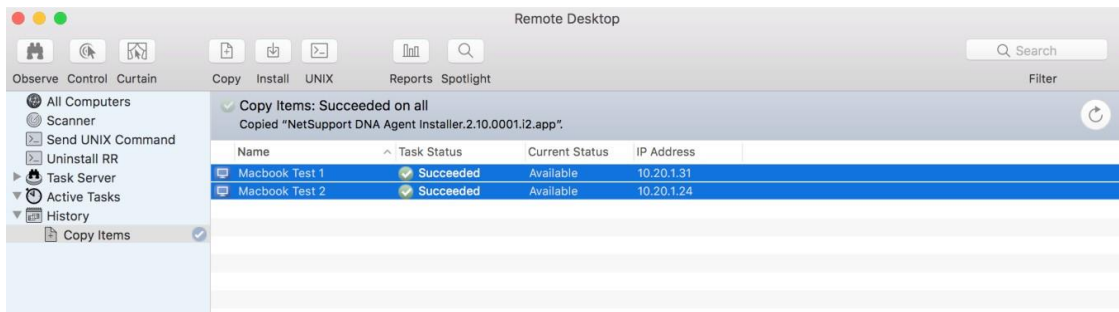 Remote Desktop
Observe Control Curtain Copy Install UNIX Reports Spotlight
Search
Filter
All Computers
Scanner
Send UNIX Command
Uninstall RR
Task Server
Active Tasks
History
Copy Items
Copy Items: Succeeded on all
Copied “NetSupport DNA Agent Installer.2.10.0001.i2.app”.
Name Task Status Current Status IP Address
Macbook Test 1 Succeeded Available 10.20.1.31
Macbook Test 2 Succeeded Available 10.20.1.24